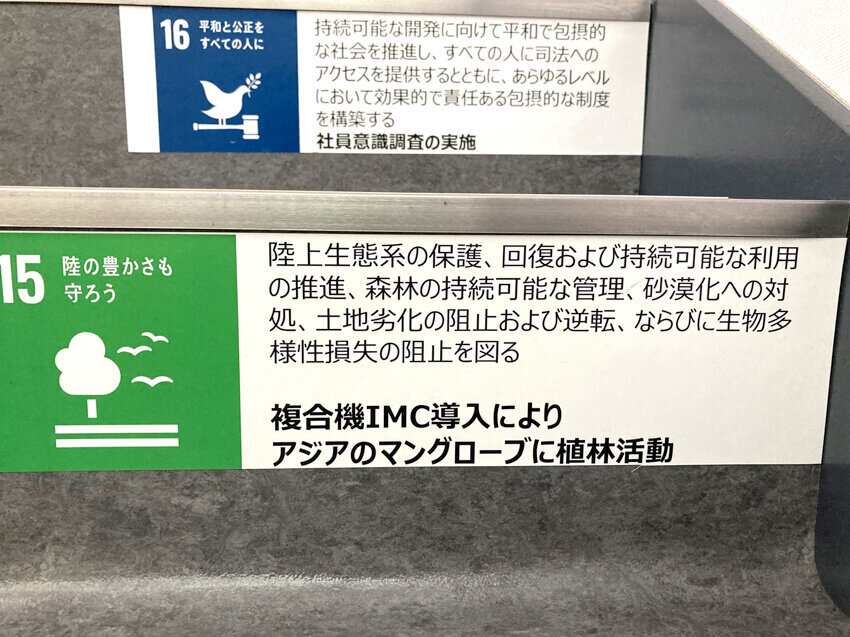 16 平和と公正を
すべての人に
持続可能な開発に向けて平和で包摂的
な社会を推進し、すべての人に司法への
アクセスを提供するとともに、あらゆるレベル
において効果的で責任ある包摂的な制度
を構築する
社員意識調査の実施
15 陸の豊かさも
守ろう
陸上生態系の保護、回復および持続可能な利用
の推進、森林の持続可能な管理、砂漠化への対
処、土地劣化の阻止および逆転、ならびに生物多
様性損失の阻止を図る
複合機IMC導入により
アジアのマングローブに植林活動